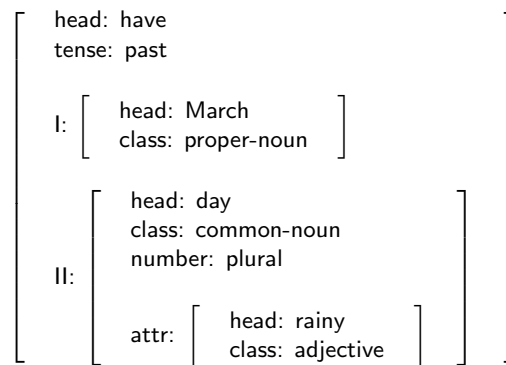 head: have
tense: past
I:
head: March
class: proper-noun
II:
head: day
class: common-noun
number: plural
attr:
head: rainy
class: adjective